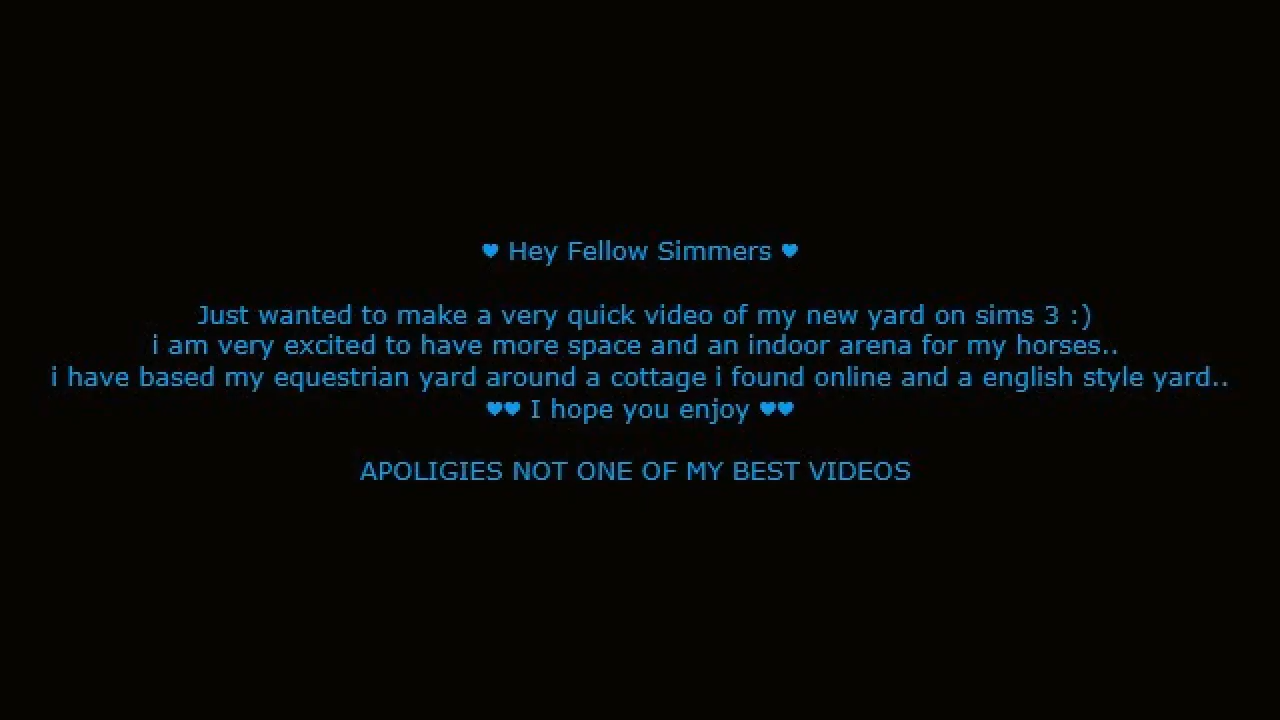 ♥ Hey Fellow Simmers ♥
Just wanted to make a very quick video of my new yard on sims 3 :)
i am very excited to have more space and an indoor arena for my horses..
i have based my equestrian yard around a cottage i found online and a english style yard..
♥♥ I hope you enjoy ♥♥
APOLIGIES NOT ONE OF MY BEST VIDEOS